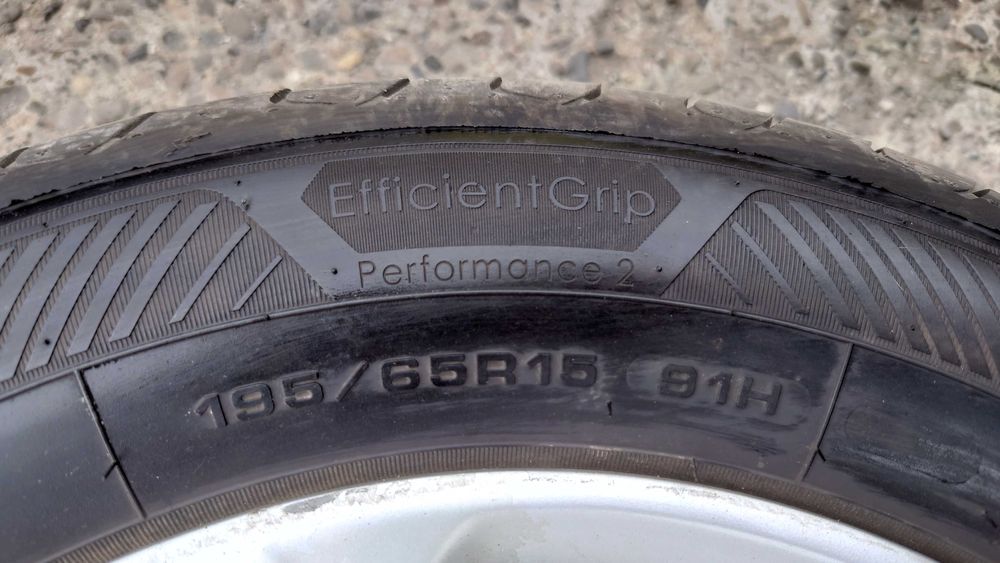 EfficientGrip
Performance 2
195/65R15 91H